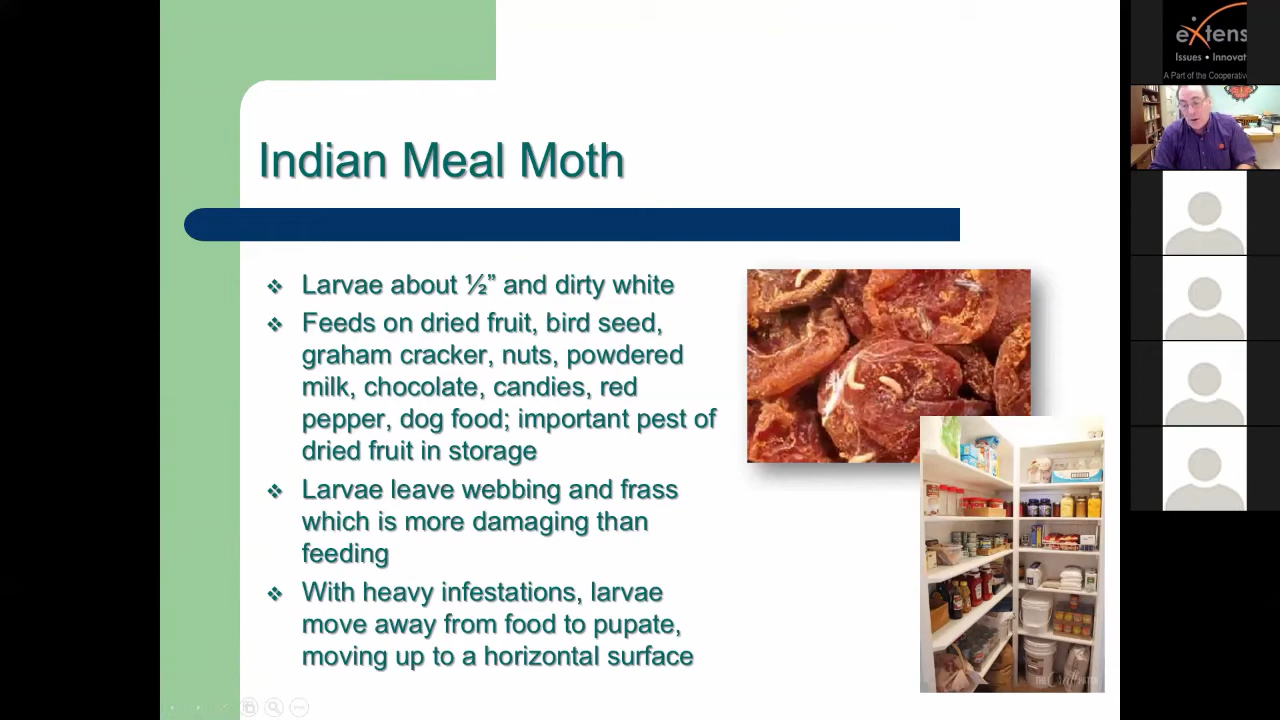 Indian Meal Moth
❖ Larvae about ½” and dirty white
❖ Feeds on dried fruit, bird seed,
graham cracker, nuts, powdered
milk, chocolate, candies, red
pepper, dog food; important pest of
dried fruit in storage
❖ Larvae leave webbing and frass
which is more damaging than
feeding
❖ With heavy infestations, larvae
move away from food to pupate,
moving up to a horizontal surface
eXtens
Issues • Innovat
A Part of the Cooperative
THE